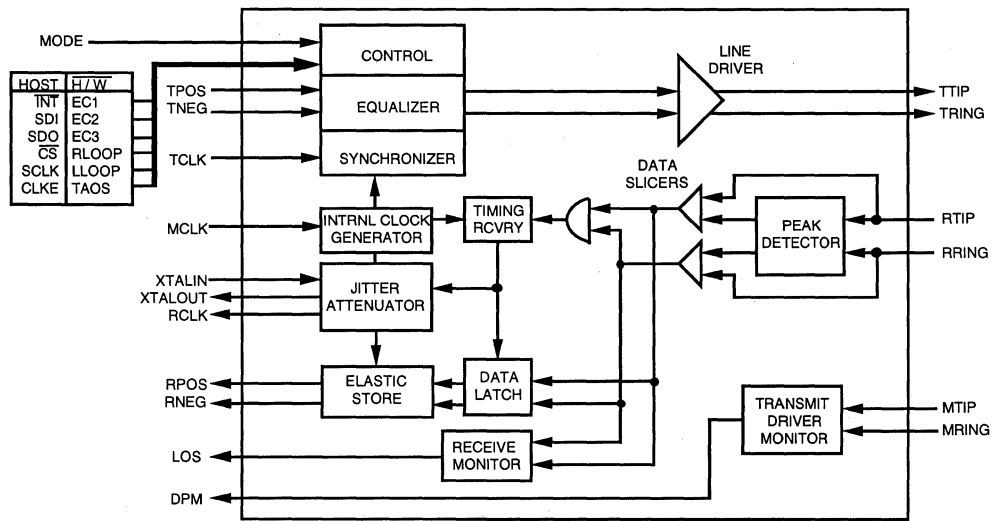 MODE
HOST H/W
INT EC1
SDI EC2
SDO EC3
CS RLOOP
SCLK LLOOP
CLKE TAOS
TPOS
TNEG
TCLK
MCLK
XTALIN
XTALOUT
RCLK
RPOS
RNEG
LOS
DPM
CONTROL
EQUALIZER
SYNCHRONIZER
INTRNL CLOCK
GENERATOR
JITTER
ATTENUATOR
ELASTIC
STORE
TIMING
RCVRY
DATA
LATCH
RECEIVE
MONITOR
LINE
DRIVER
DATA
SLICERS
PEAK
DETECTOR
TRANSMIT
DRIVER
MONITOR
TTIP
TRING
RTIP
RRING
MTIP
MRING